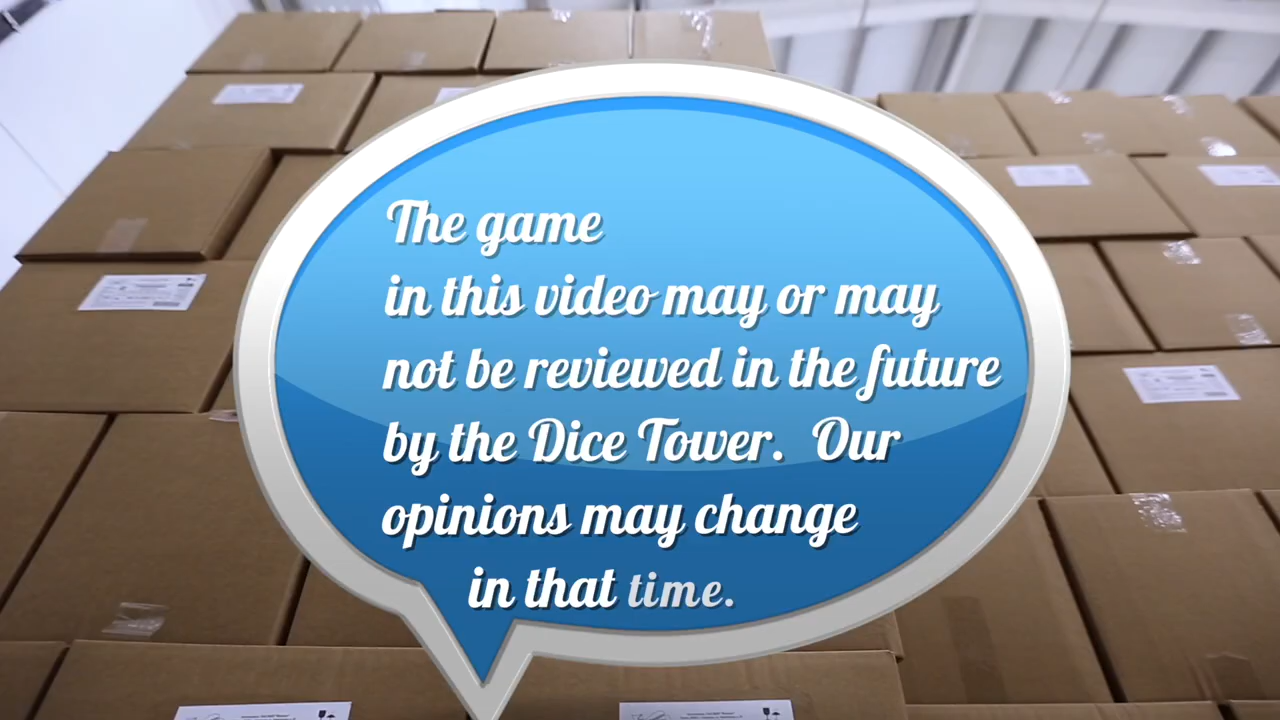 The game
in this video may or may
not be reviewed in the future
by the Dice Tower. Our
opinions may change
in that time.